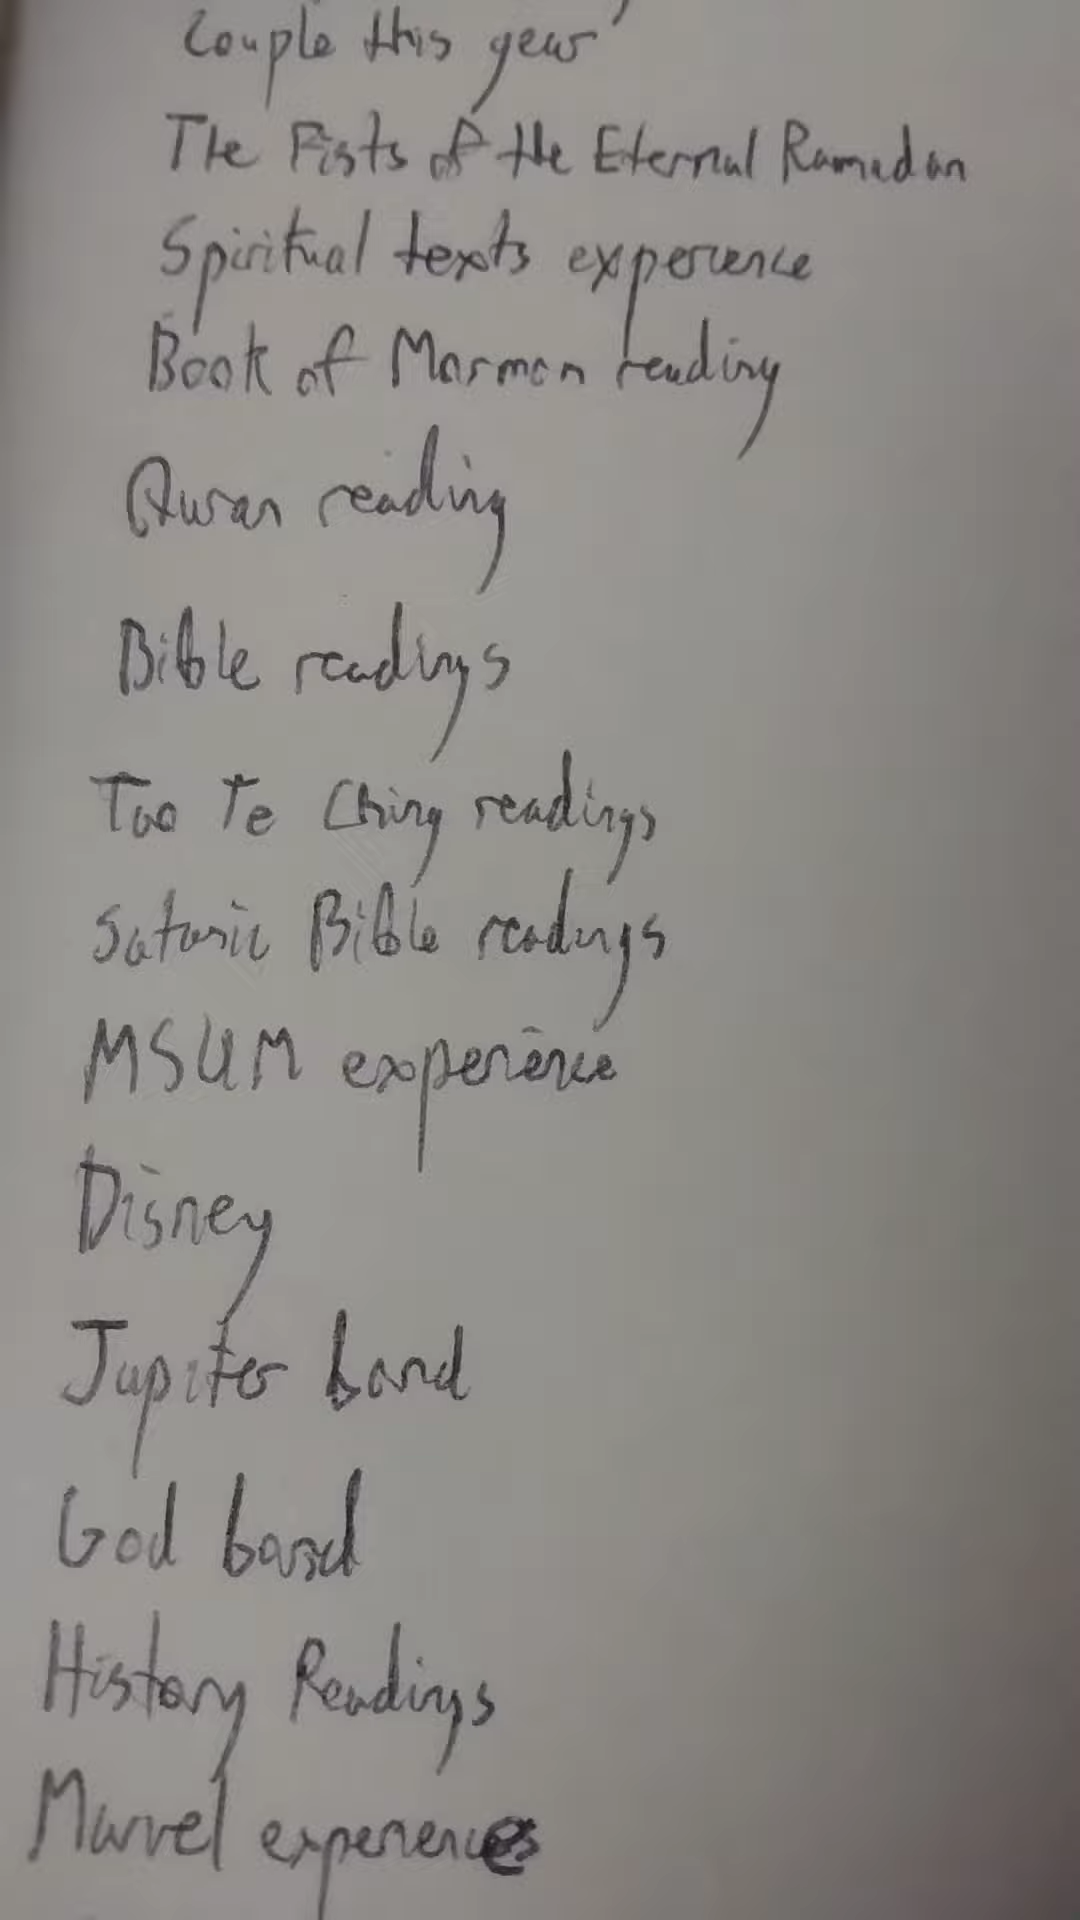 Couple this year
The Fists of the Eternal Ramadan
Spiritual texts experience
Book of Mormon reading
Quran reading
Bible readings
Tao Te Ching readings
Satanic Bible readings
MSUM experience
Disney
Jupiter band
God band
History Readings
Marvel experiences